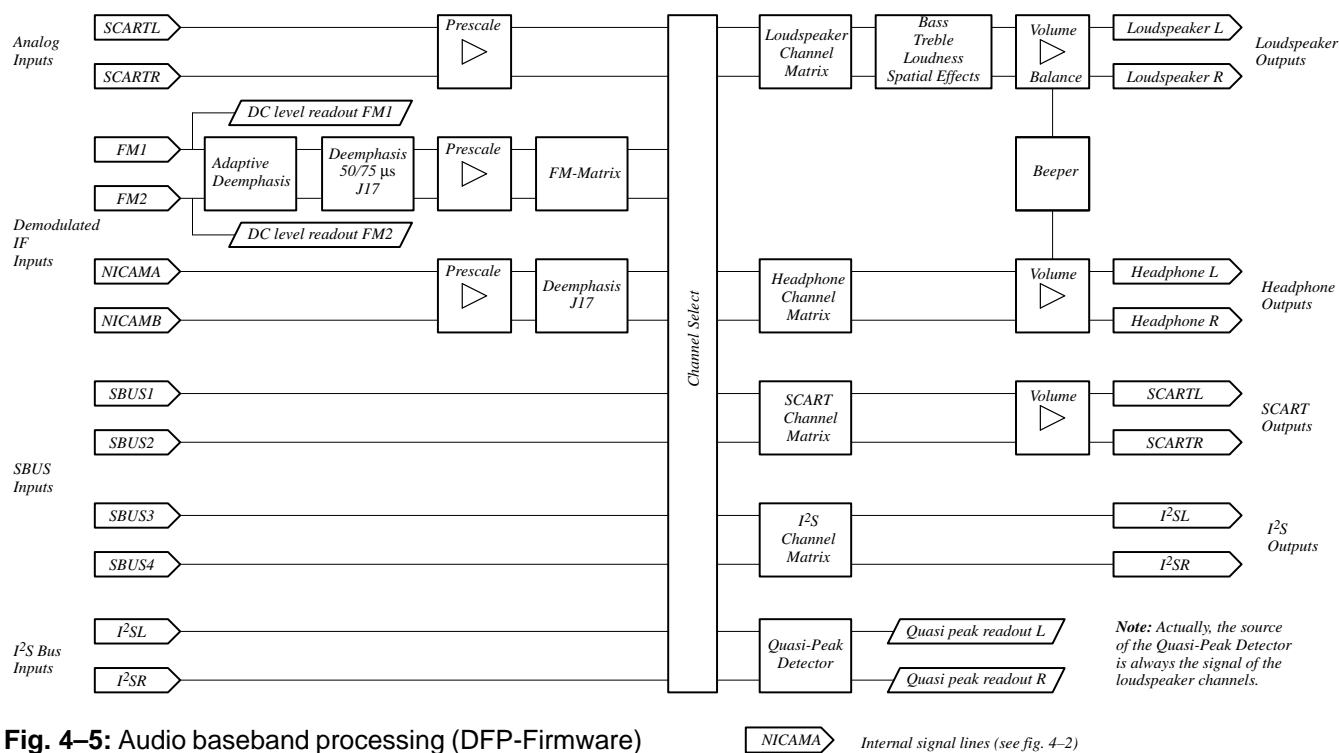 Analog
Inputs
SCARTL
SCARTR
Prescale
Loudspeaker
Channel
Matrix
Bass
Treble
Loudness
Spatial Effects
Volume
Balance
Loudspeaker L
Loudspeaker R
Loudspeaker
Outputs
DC level readout FM1
FM1
FM2
Adaptive
Deemphasis
Deemphasis
50/75 µs
J17
Prescale
FM-Matrix
Beeper
DC level readout FM2
Demodulated
IF
Inputs
NICAMA
NICAMB
Prescale
Deemphasis
J17
Channel Select
Headphone
Channel
Matrix
Volume
Headphone L
Headphone R
Headphone
Outputs
SBUS1
SBUS2
SCART
Channel
Matrix
Volume
SCARTL
SCARTR
SCART
Outputs
SBUS
Inputs
SBUS3
SBUS4
I²S
Channel
Matrix
I²SL
I²SR
I²S
Outputs
I²S Bus
Inputs
I²SL
I²SR
Quasi-Peak
Detector
Quasi peak readout L
Quasi peak readout R
Note: Actually, the source
of the Quasi-Peak Detector
is always the signal of the
loudspeaker channels.
Fig. 4–5: Audio baseband processing (DFP-Firmware)
NICAMA
Internal signal lines (see fig. 4–2)